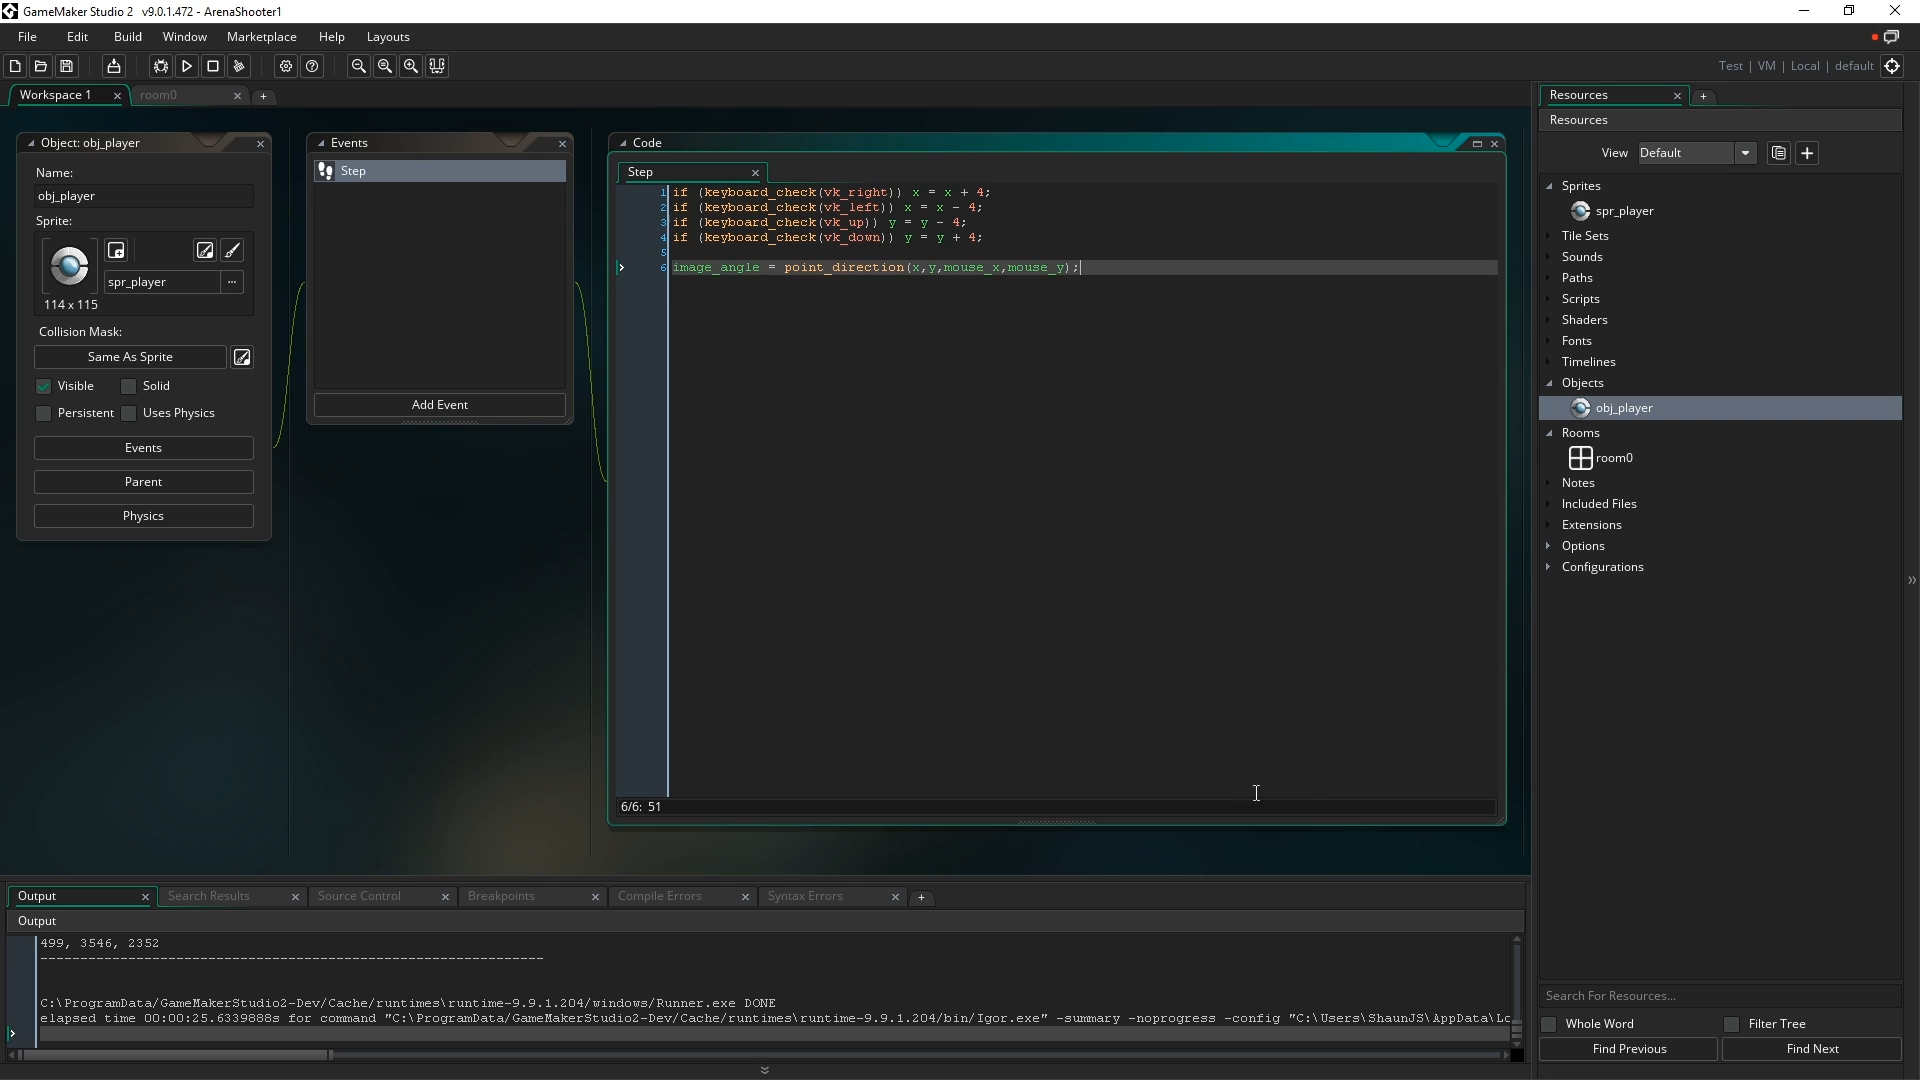 GameMaker Studio 2 v9.0.1.472 - ArenaShooter1
File Edit Build Window Marketplace Help Layouts
Test | VM | Local | default
Workspace 1
room0
Object: obj_player
Name:
obj_player
Sprite:
spr_player
...
114 x 115
Collision Mask:
Same As Sprite
Visible
Solid
Persistent
Uses Physics
Events
Parent
Physics
Events
Step
Add Event
Code
Step
1 if (keyboard_check(vk_right)) x = x + 4;
2 if (keyboard_check(vk_left)) x = x - 4;
3 if (keyboard_check(vk_up)) y = y - 4;
4 if (keyboard_check(vk_down)) y = y + 4;
5
6 image_angle = point_direction(x,y,mouse_x,mouse_y);
6/6: 51
Output
Search Results
Source Control
Breakpoints
Compile Errors
Syntax Errors
Output
499, 3546, 2352
---------------------------------------------------------------
C:\ProgramData/GameMakerStudio2-Dev/Cache/runtimes\runtime-9.9.1.204/windows/Runner.exe DONE
elapsed time 00:00:25.6339888s for command "C:\ProgramData/GameMakerStudio2-Dev/Cache/runtimes\runtime-9.9.1.204/bin/Igor.exe" -summary -noprogress -config "C:\Users\ShaunJS\AppData\Lo
Resources
Resources
View Default
Sprites
spr_player
Tile Sets
Sounds
Paths
Scripts
Shaders
Fonts
Timelines
Objects
obj_player
Rooms
room0
Notes
Included Files
Extensions
Options
Configurations
Search For Resources...
Whole Word
Filter Tree
Find Previous
Find Next